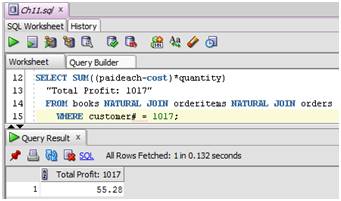 Ch11.sql
SQL Worksheet History
Worksheet Query Builder
12 SELECT SUM((paideach-cost)*quantity)
13 "Total Profit: 1017"
14 FROM books NATURAL JOIN orderitems NATURAL JOIN orders
15 WHERE customer# = 1017;
Query Result x
SQL All Rows Fetched: 1 in 0.132 seconds
Total Profit: 1017
1 55.28